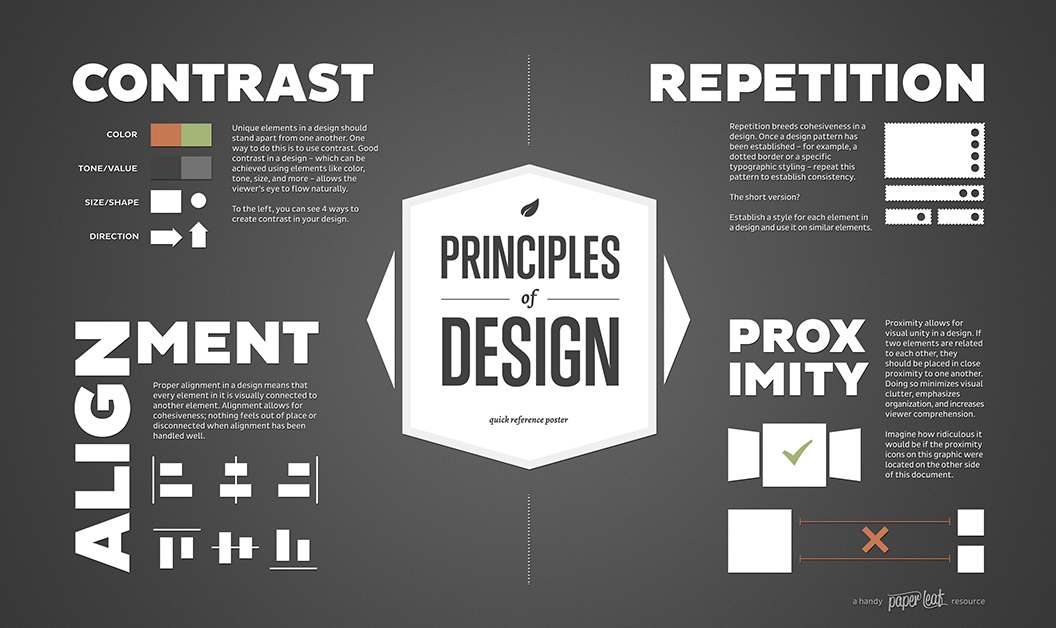 CONTRAST
COLOR
TONE/VALUE
SIZE/SHAPE
DIRECTION
Unique elements in a design should
stand apart from one another. One
way to do this is to use contrast. Good
contrast in a design – which can be
achieved using elements like color,
tone, size, and more – allows the
viewer's eye to flow naturally.
To the left, you can see 4 ways to
create contrast in your design.
REPETITION
Repetition breeds cohesiveness in a
design. Once a design pattern has
been established – for example, a
dotted border or a specific
typographic styling – repeat this
pattern to establish consistency.
The short version?
Establish a style for each element in
a design and use it on similar elements.
PRINCIPLES
of
DESIGN
quick reference poster
ALIGNMENT
Proper alignment in a design means that
every element in it is visually connected to
another element. Alignment allows for
cohesiveness; nothing feels out of place or
disconnected when alignment has been
handled well.
PROX
IMITY
Proximity allows for
visual unity in a design. If
two elements are related
to each other, they
should be placed in close
proximity to one another.
Doing so minimizes visual
clutter, emphasizes
organization, and increases
viewer comprehension.
Imagine how ridiculous it
would be if the proximity
icons on this graphic were
located on the other side
of this document.
a handy paper leaf resource